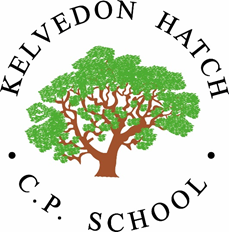 KELVEDON HATCH
• C.P. SCHOOL •